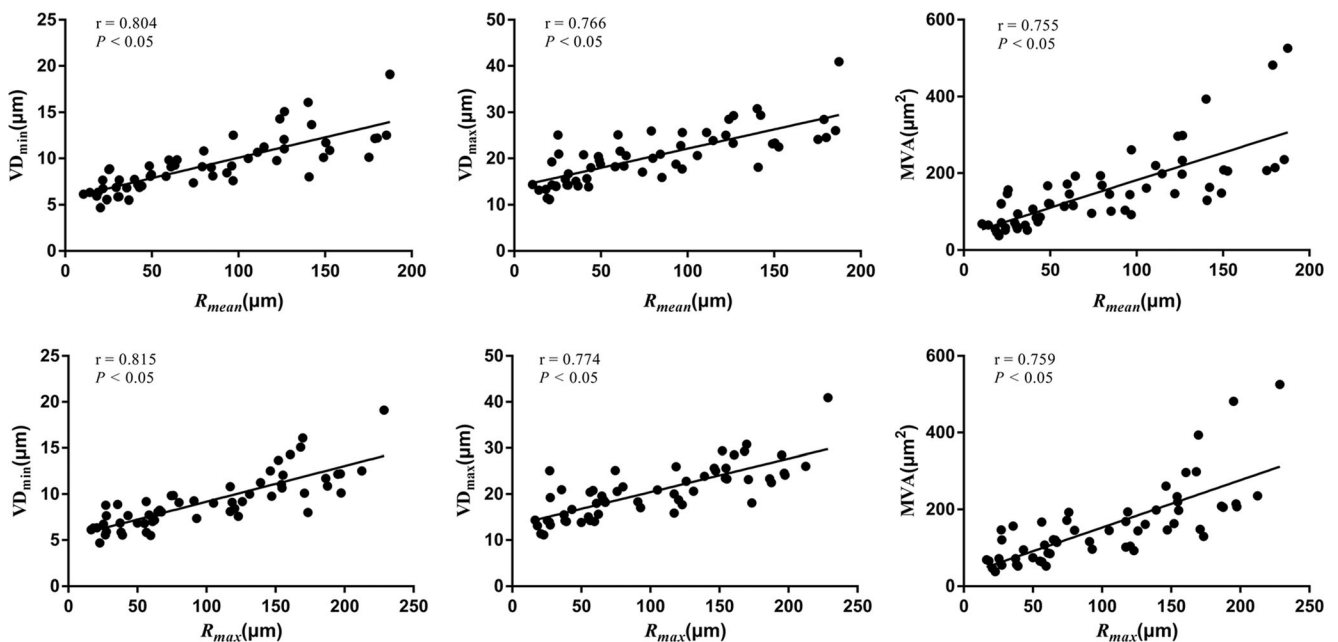 r = 0.804
P < 0.05
VDmin(μm)
25
20
15
10
5
0
0 50 100 150 200
Rmean(μm)
r = 0.766
P < 0.05
VDmax(μm)
50
40
30
20
10
0
0 50 100 150 200
Rmean(μm)
r = 0.755
P < 0.05
MVA(μm²)
600
400
200
0
0 50 100 150 200
Rmean(μm)
r = 0.815
P < 0.05
VDmin(μm)
25
20
15
10
5
0
0 50 100 150 200 250
Rmax(μm)
r = 0.774
P < 0.05
VDmax(μm)
50
40
30
20
10
0
0 50 100 150 200 250
Rmax(μm)
r = 0.759
P < 0.05
MVA(μm²)
600
400
200
0
0 50 100 150 200 250
Rmax(μm)